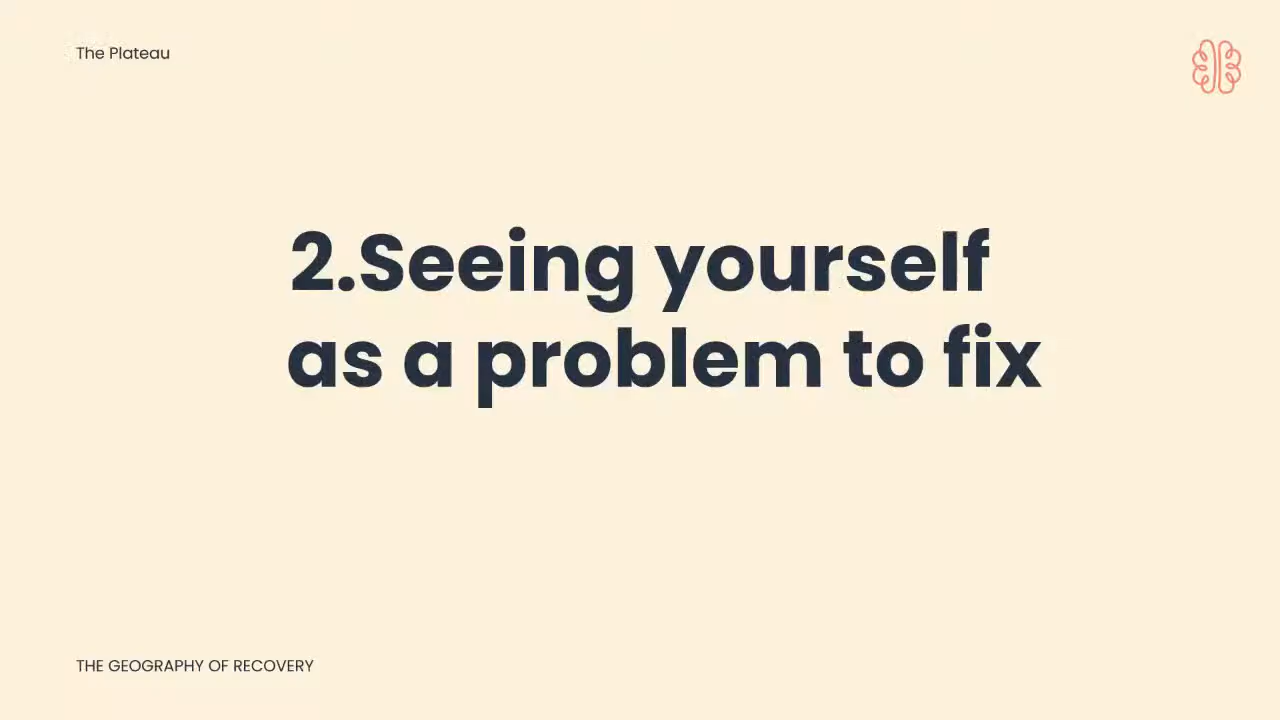 The Plateau
2.Seeing yourself
as a problem to fix
THE GEOGRAPHY OF RECOVERY